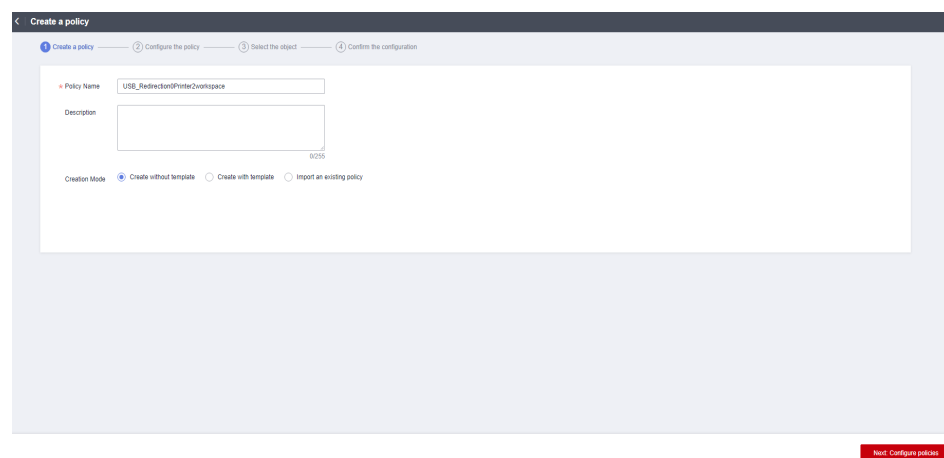 < Create a policy
1 Create a policy 2 Configure the policy 3 Select the object 4 Confirm the configuration
* Policy Name USB_Redirection0Printer2workspace
Description
0/255
Creation Mode Create without template Create with template Import an existing policy
Next: Configure policies